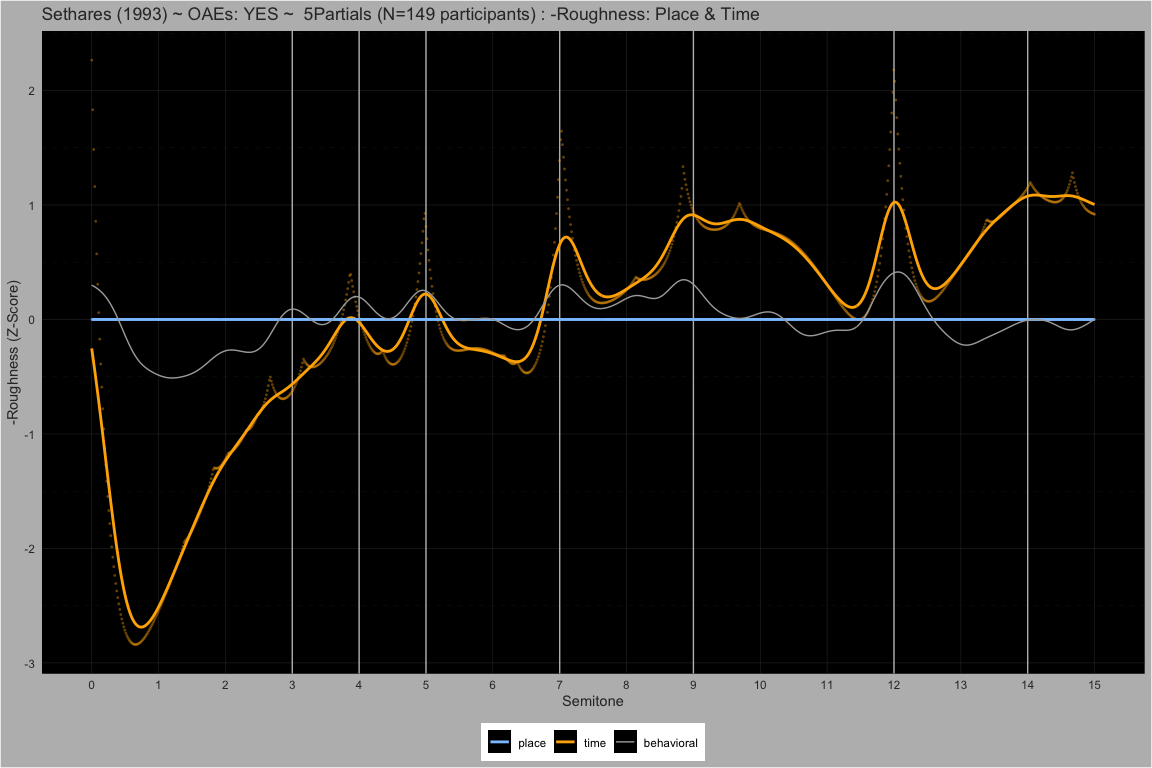 Sethares (1993) ~ OAEs: YES ~  5Partials (N=149 participants) : -Roughness: Place & Time
-Roughness (Z-Score)
2
1
0
-1
-2
-3
0 1 2 3 4 5 6 7 8 9 10 11 12 13 14 15
Semitone
place time behavioral